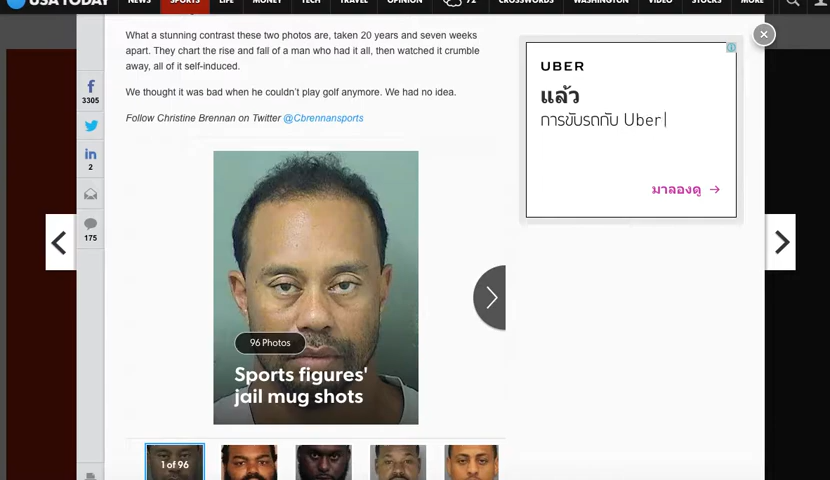 USA TODAY NEWS SPORTS LIFE MONEY TECH TRAVEL OPINION 72 CROSSWORDS WASHINGTON VIDEO STOCKS MORE
What a stunning contrast these two photos are, taken 20 years and seven weeks
apart. They chart the rise and fall of a man who had it all, then watched it crumble
away, all of it self-induced.
We thought it was bad when he couldn't play golf anymore. We had no idea.
Follow Christine Brennan on Twitter @Cbrennansports
3305
in
2
175
96 Photos
Sports figures'
jail mug shots
1 of 96
UBER
แล้ว
การขับรถกับ Uber
มาลองดู